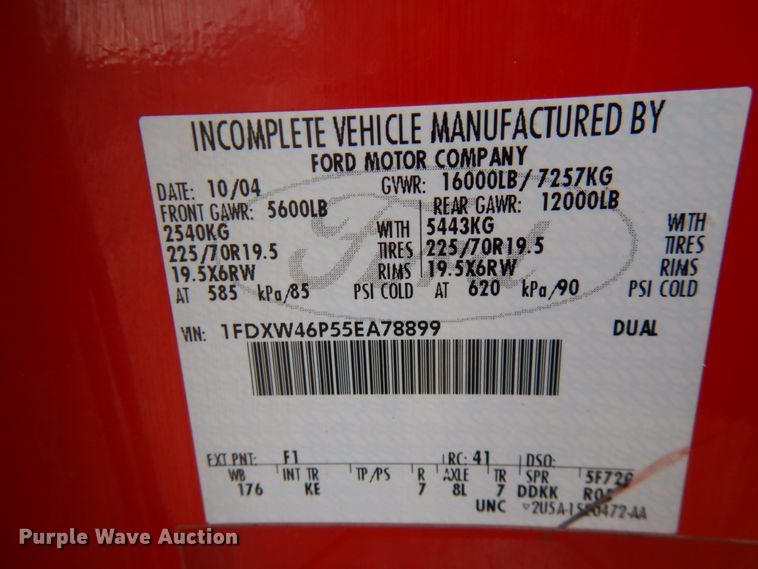 INCOMPLETE VEHICLE MANUFACTURED BY
FORD MOTOR COMPANY
DATE: 10/04 GVWR: 16000LB/ 7257KG
FRONT GAWR: 5600LB REAR GAWR: 12000LB
2540KG WITH 5443KG WITH
225/70R19.5 TIRES 225/70R19.5 TIRES
19.5X6RW RIMS 19.5X6RW RIMS
AT 585 kPa/85 PSI COLD AT 620 kPa/90 PSI COLD
VIN: 1FDXW46P55EA78899 DUAL
EXT PNT: F1 RC: 41 DSO:
WB INT TR TP/PS R AXLE TR SPR 5F720
176 KE 7 8L 7 DDKK
UNC
Ford
Purple Wave Auction